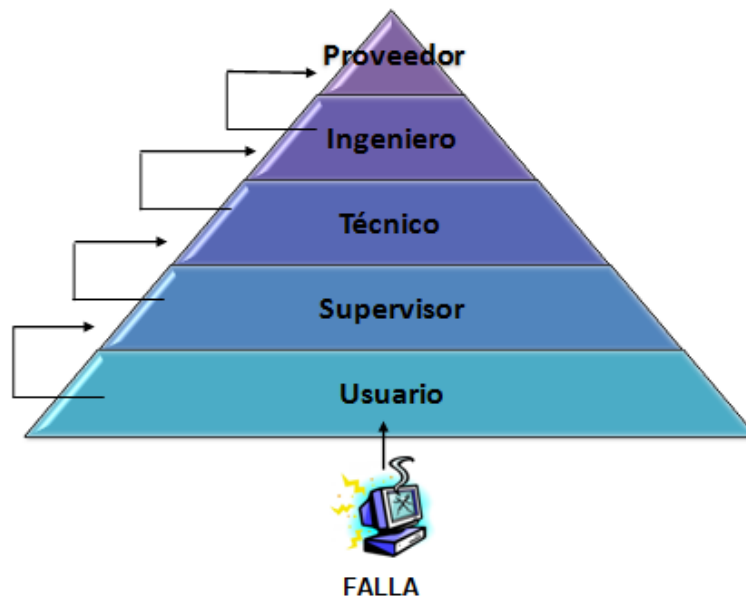 Proveedor
Ingeniero
Técnico
Supervisor
Usuario
FALLA